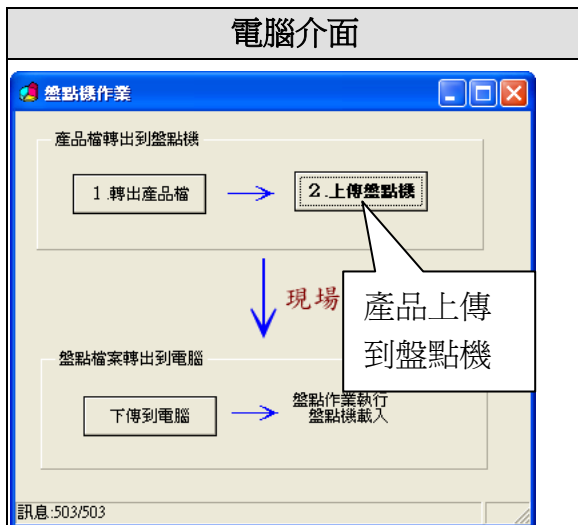 電腦介面
盤點機作業
產品檔轉出到盤點機
1.轉出產品檔
2.上傳盤點機
現場
產品上傳
到盤點機
盤點檔案轉出到電腦
下傳到電腦
盤點作業執行
盤點機載入
訊息:503/503